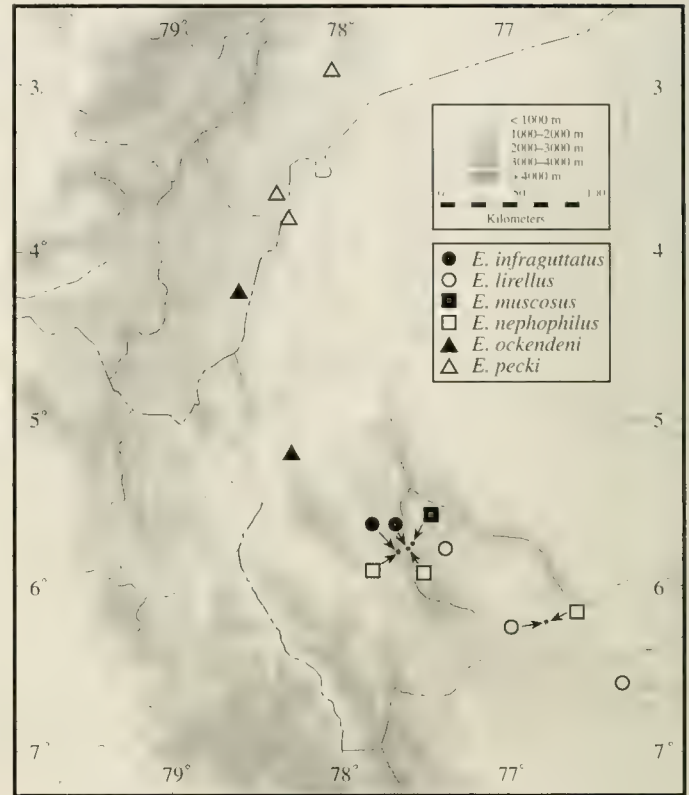 79° 78° 77
3 3
< 1000 m
1000–2000 m
2000–3000 m
3000–4000 m
4000 m
Kilometers
4° 4
E. infraguttatus
E. lirellus
E. muscosus
E. nephophilus
E. ockendeni
E. pecki
5° 5
6° 6
7° 7°
79° 78° 77°